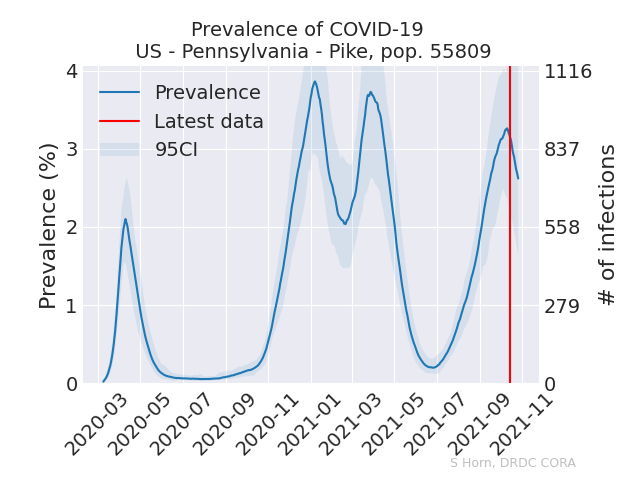 Prevalence of COVID-19
US - Pennsylvania - Pike, pop. 55809
Prevalence
Latest data
95CI
Prevalence (%)
4
3
2
1
0
1116
837
558
279
0
# of infections
2020-03
2020-05
2020-07
2020-09
2020-11
2021-01
2021-03
2021-05
2021-07
2021-09
2021-11
S Horn, DRDC CORA